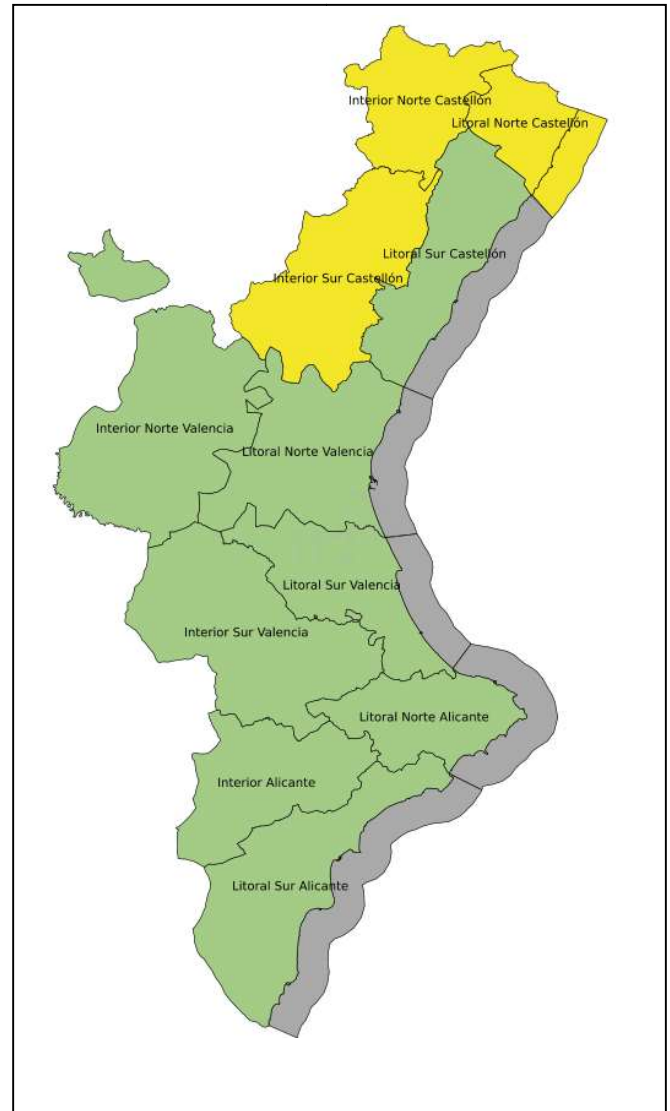 Interior Norte Castellón
Litoral Norte Castellón
Litoral Sur Castellón
Interior Sur Castellón
Interior Norte Valencia
Litoral Norte Valencia
Litoral Sur Valencia
Interior Sur Valencia
Litoral Norte Alicante
Interior Alicante
Litoral Sur Alicante